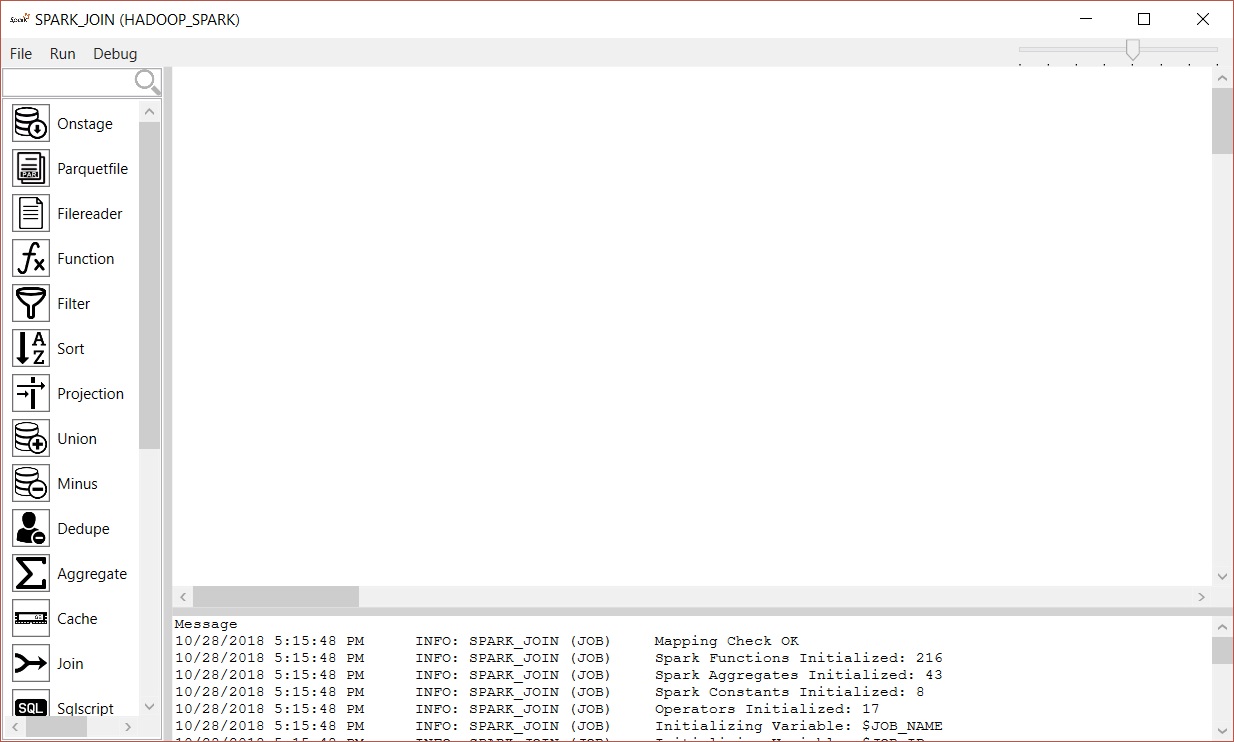 Spark SPARK_JOIN (HADOOP_SPARK)
File Run Debug
Onstage
PAR Parquetfile
Filereader
fx Function
Filter
A Z Sort
Projection
Union
Minus
Dedupe
Aggregate
Cache
Join
SQL Sqlscript
Message
10/28/2018 5:15:48 PM INFO: SPARK_JOIN (JOB) Mapping Check OK
10/28/2018 5:15:48 PM INFO: SPARK_JOIN (JOB) Spark Functions Initialized: 216
10/28/2018 5:15:48 PM INFO: SPARK_JOIN (JOB) Spark Aggregates Initialized: 43
10/28/2018 5:15:48 PM INFO: SPARK_JOIN (JOB) Spark Constants Initialized: 8
10/28/2018 5:15:48 PM INFO: SPARK_JOIN (JOB) Operators Initialized: 17
10/28/2018 5:15:48 PM INFO: SPARK_JOIN (JOB) Initializing Variable: $JOB_NAME